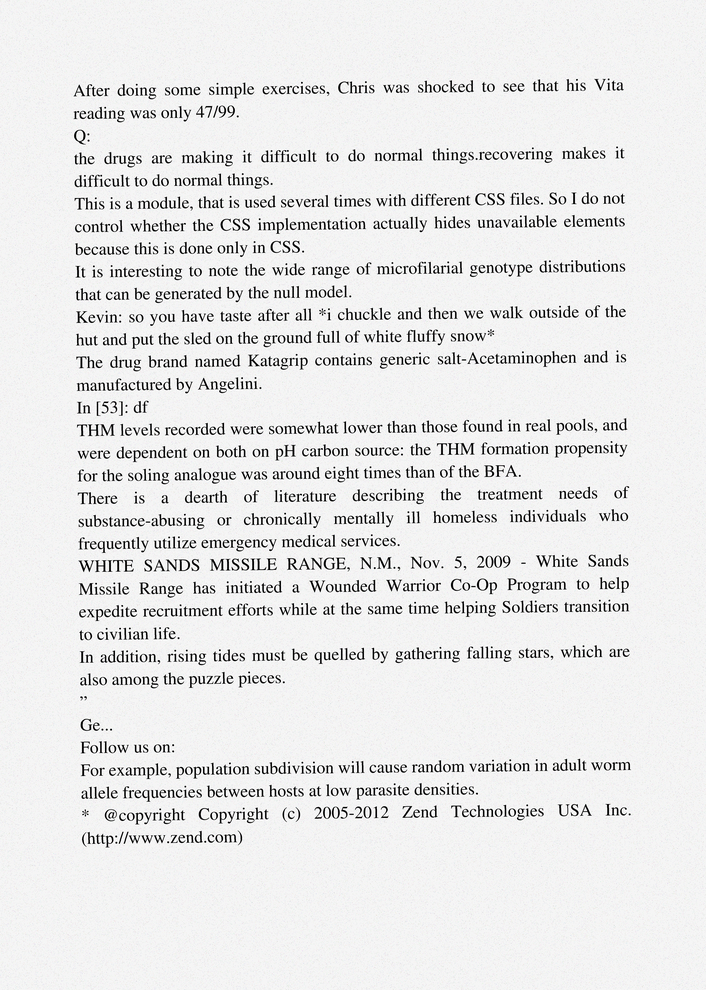 After doing some simple exercises, Chris was shocked to see that his Vita
reading was only 47/99.
Q:
the drugs are making it difficult to do normal things.recovering makes it
difficult to do normal things.
This is a module, that is used several times with different CSS files. So I do not
control whether the CSS implementation actually hides unavailable elements
because this is done only in CSS.
It is interesting to note the wide range of microfilarial genotype distributions
that can be generated by the null model.
Kevin: so you have taste after all *i chuckle and then we walk outside of the
hut and put the sled on the ground full of white fluffy snow*
The drug brand named Katagrip contains generic salt-Acetaminophen and is
manufactured by Angelini.
In [53]: df
THM levels recorded were somewhat lower than those found in real pools, and
were dependent on both on pH carbon source: the THM formation propensity
for the soling analogue was around eight times than of the BFA.
There is a dearth of literature describing the treatment needs of
substance-abusing or chronically mentally ill homeless individuals who
frequently utilize emergency medical services.
WHITE SANDS MISSILE RANGE, N.M., Nov. 5, 2009 - White Sands
Missile Range has initiated a Wounded Warrior Co-Op Program to help
expedite recruitment efforts while at the same time helping Soldiers transition
to civilian life.
In addition, rising tides must be quelled by gathering falling stars, which are
also among the puzzle pieces.
”
Ge...
Follow us on:
For example, population subdivision will cause random variation in adult worm
allele frequencies between hosts at low parasite densities.
* @copyright Copyright (c) 2005-2012 Zend Technologies USA Inc.
(http://www.zend.com)